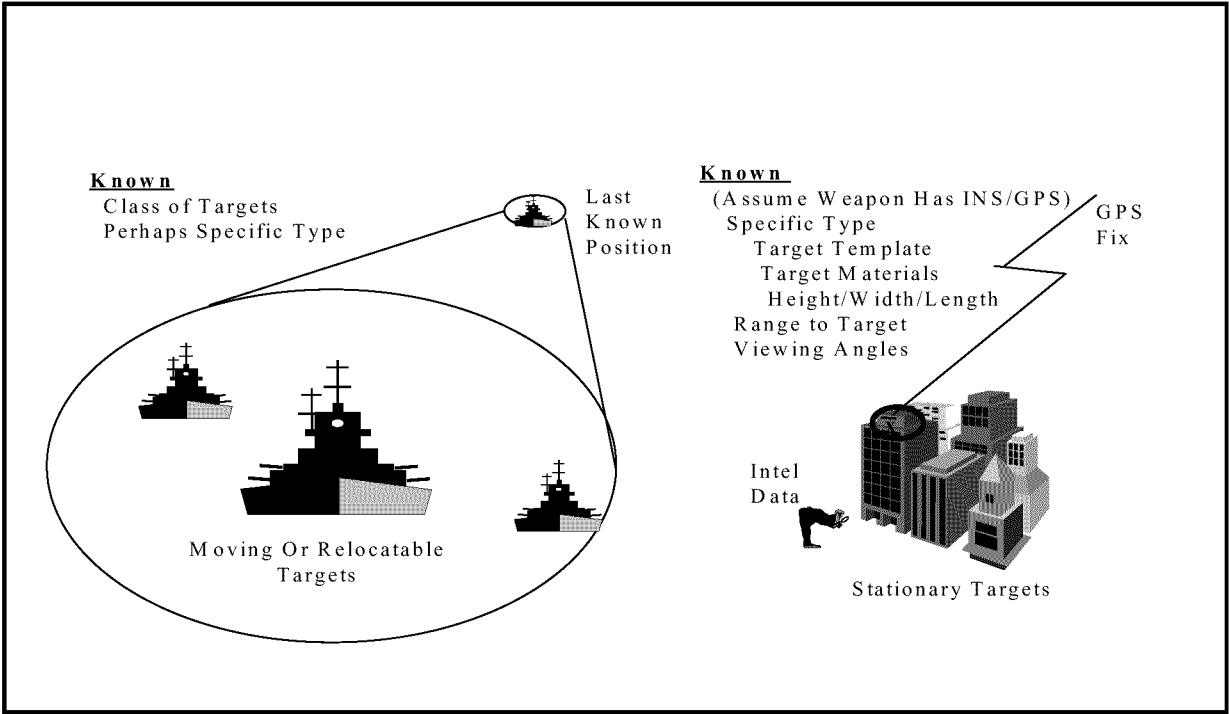 Known
Class of Targets
Perhaps Specific Type
Last
Known
Position
Moving Or Relocatable
Targets
Known
(Assume Weapon Has INS/GPS)
Specific Type
Target Template
Target Materials
Height/Width/Length
Range to Target
Viewing Angles
GPS
Fix
Intel
Data
Stationary Targets